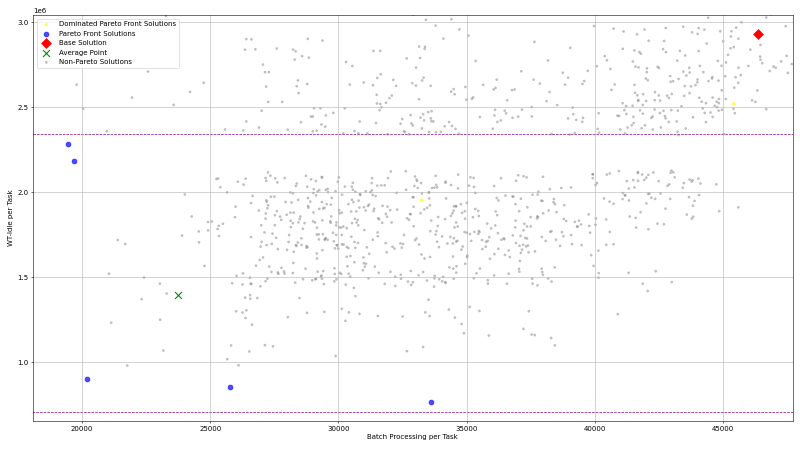 1e6
Dominated Pareto Front Solutions
Pareto Front Solutions
Base Solution
Average Point
Non-Pareto Solutions
3.0
2.5
2.0
1.5
1.0
WT-idle per Task
20000 25000 30000 35000 40000 45000
Batch Processing per Task